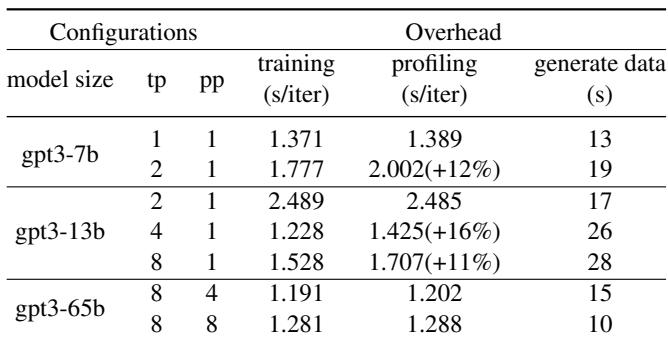 Configurations Overhead
model size tp pp training (s/iter) profiling (s/iter) generate data (s)
gpt3-7b 1 1 1.371 1.389 13
2 1 1.777 2.002(+12%) 19
gpt3-13b 2 1 2.489 2.485 17
4 1 1.228 1.425(+16%) 26
8 1 1.528 1.707(+11%) 28
gpt3-65b 8 4 1.191 1.202 15
8 8 1.281 1.288 10